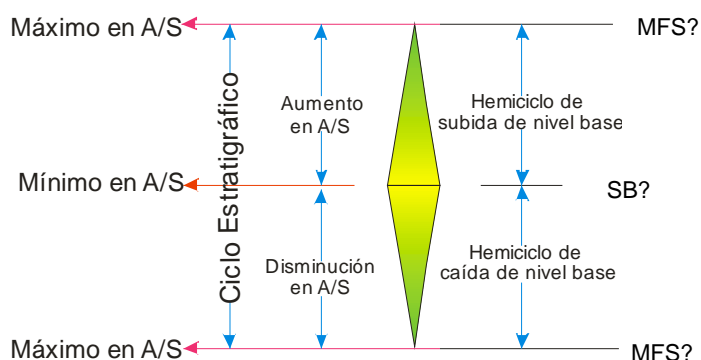 Máximo en A/S
MFS?
Ciclo Estratigráfico
Aumento
en A/S
Hemiciclo de
subida de nivel base
Mínimo en A/S
SB?
Disminución
en A/S
Hemiciclo de
caída de nivel base
Máximo en A/S
MFS?